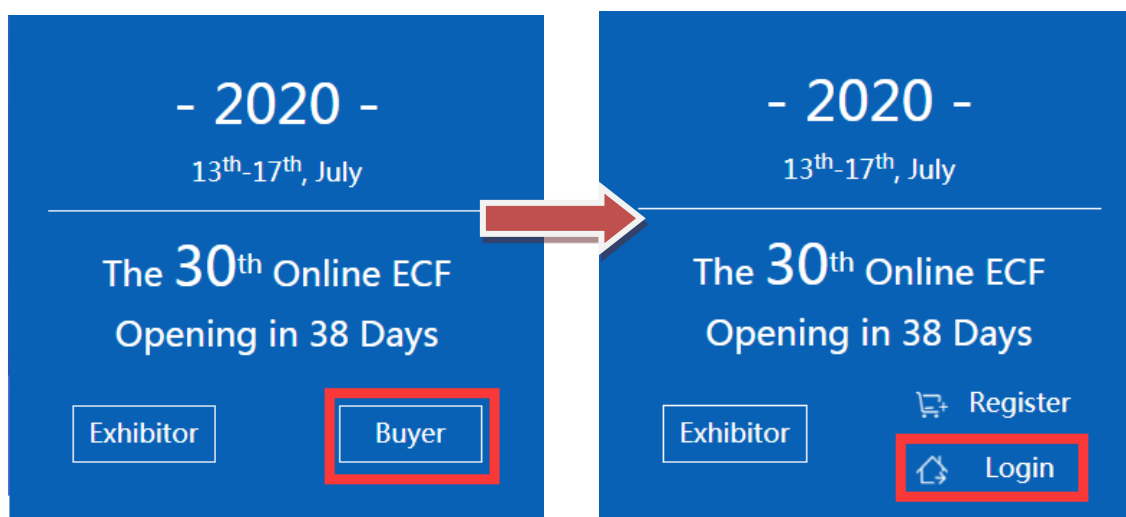 - 2020 -
13th-17th, July
The 30th Online ECF
Opening in 38 Days
Exhibitor
Buyer
- 2020 -
13th-17th, July
The 30th Online ECF
Opening in 38 Days
Register
Exhibitor
Login